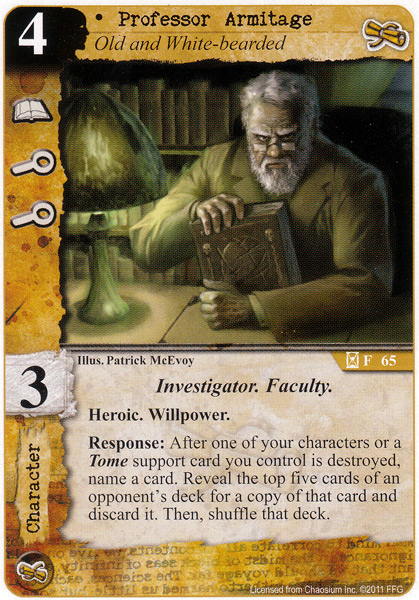 4
• Professor Armitage
Old and White-bearded
Illus. Patrick McEvoy
F 65
3
Investigator. Faculty.
Heroic. Willpower.
Response: After one of your characters or a
Tome support card you control is destroyed,
name a card. Reveal the top five cards of an
opponent's deck for a copy of that card and
discard it. Then, shuffle that deck.
Character
Licensed from Chaosium Inc. ©2011 FFG